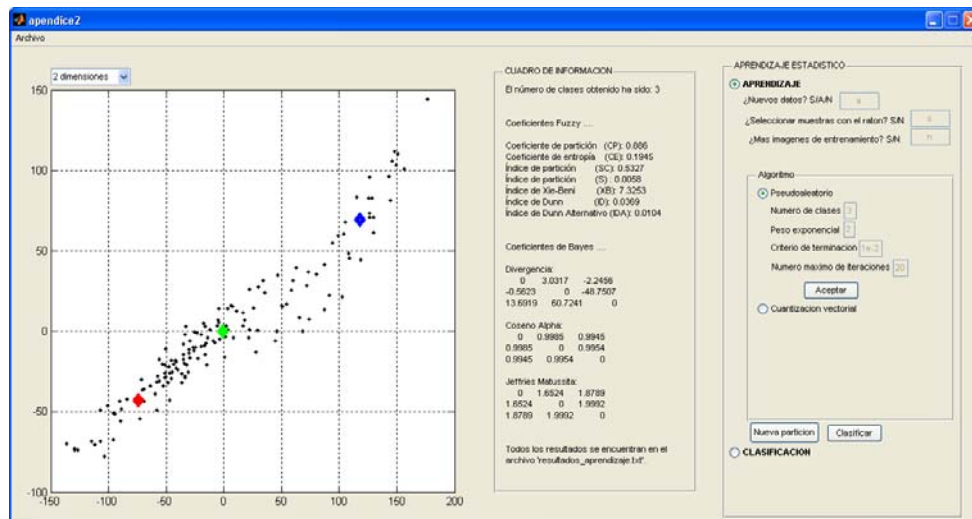 apendice2
Archivo
2 dimensiones
150
100
50
0
-50
-100
-150
-100
-50
0
50
100
150
200
CUADRO DE INFORMACION
El número de clases obtenido ha sido: 3
Coeficientes Fuzzy ....
Coeficiente de partición (CP): 0.886
Coeficiente de entropía (CE): 0.1945
Índice de partición (SC): 0.5327
Índice de partición (S) : 0.0058
Índice de Xie-Beni (XB): 7.3253
Índice de Dunn (ID): 0.0369
Índice de Dunn Alternativo (IDA): 0.0104
Coeficientes de Bayes ....
Divergencia:
0 3.0317 -2.2456
-0.5623 0 -48.7507
13.6919 60.7241 0
Coseno Alpha:
0 0.9985 0.9945
0.9985 0 0.9954
0.9945 0.9954 0
Jeffries Matussita:
0 1.6524 1.8789
1.6524 0 1.9992
1.8789 1.9992 0
Todos los resultados se encuentran en el
archivo 'resultados_aprendizaje.txt'.
APRENDIZAJE ESTADISTICO
APRENDIZAJE
¿Nuevos datos? S/A/N
¿Seleccionar muestras con el raton? S/N s
¿Mas imagenes de entrenamiento? S/N n
Algoritmo
Pseudoaleatorio
Numero de clases 3
Peso exponencial 2
Criterio de terminacion 1e-2
Numero maximo de iteraciones 20
Aceptar
Cuantizacion vectorial
Nueva particion
Clasificar
CLASIFICACION